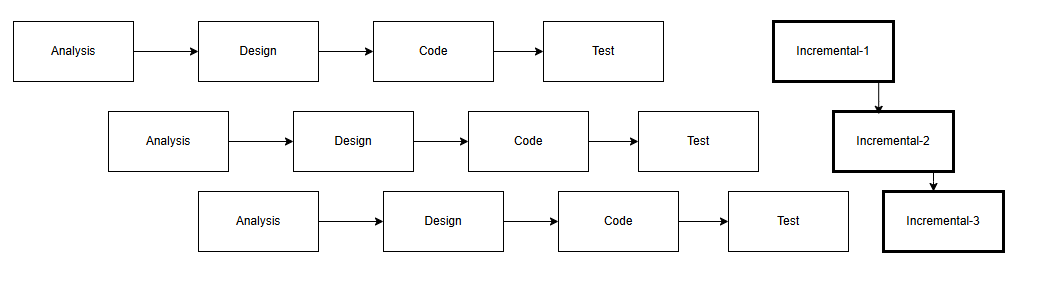 Analysis
Design
Code
Test
Incremental-1
Analysis
Design
Code
Test
Incremental-2
Analysis
Design
Code
Test
Incremental-3